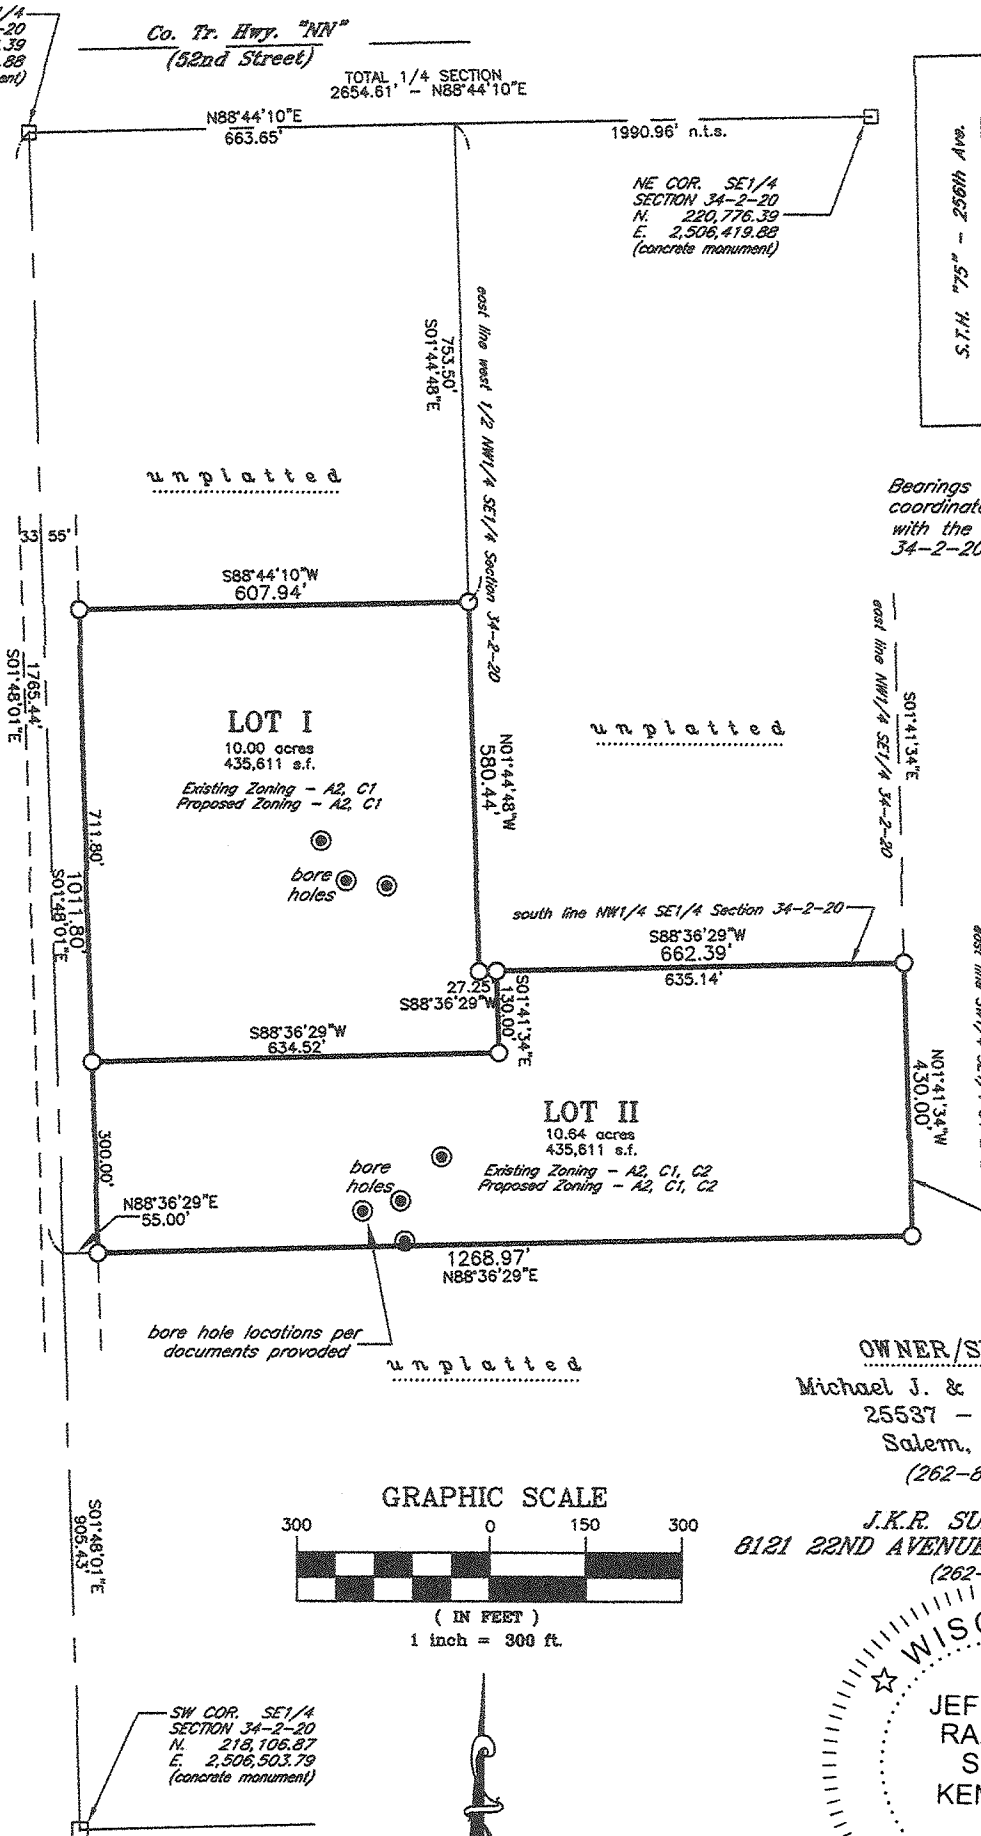 1/4
-20
.39
.88
ent)
Co. Tr. Hwy. "NN"
(52nd Street)
TOTAL 1/4 SECTION
2654.61' - N88°44'10"E
N88°44'10"E
663.65'
1990.96' n.t.s.
NE COR. SE1/4
SECTION 34-2-20
N. 220,776.39
E. 2,506,419.88
(concrete monument)
S.T.H. "75" - 256th Ave.
east line west 1/2 NW1/4 SE1/4 Section 34-2-20
753.50'
S01°44'48"E
unplatted
Bearings
coordinat
with the
34-2-20
33' 55'
S88°44'10"W
607.94'
1765.44'
S01°48'01"E
LOT I
10.00 acres
435,611 s.f.
Existing Zoning - A2, C1
Proposed Zoning - A2, C1
bore
holes
N01°44'48"W
580.44'
unplatted
east line NW1/4 SE1/4 34-2-20
S01°41'34"E
711.80'
1011.80'
S01°48'01"E
south line NW1/4 SE1/4 Section 34-2-20
S88°36'29"W
662.39'
635.14'
27.25'
S88°36'29"W
S01°41'34"E
130.00'
S88°36'29"W
634.52'
N01°41'34"W
430.00'
LOT II
10.64 acres
435,611 s.f.
Existing Zoning - A2, C1, C2
Proposed Zoning - A2, C1, C2
bore
holes
300.00'
N88°36'29"E
55.00'
1268.97'
N88°36'29"E
bore hole locations per
documents provoded
unplatted
OWNER/S
Michael J. &
25537 -
Salem,
(262-8
J.K.R. SU
8121 22ND AVENUE
(262-
S01°48'01"E
905.43'
GRAPHIC SCALE
300 0 150 300
( IN FEET )
1 inch = 300 ft.
SW COR. SE1/4
SECTION 34-2-20
N. 218,106.87
E. 2,506,503.79
(concrete monument)
WISC
JEF
RA
S
KEN